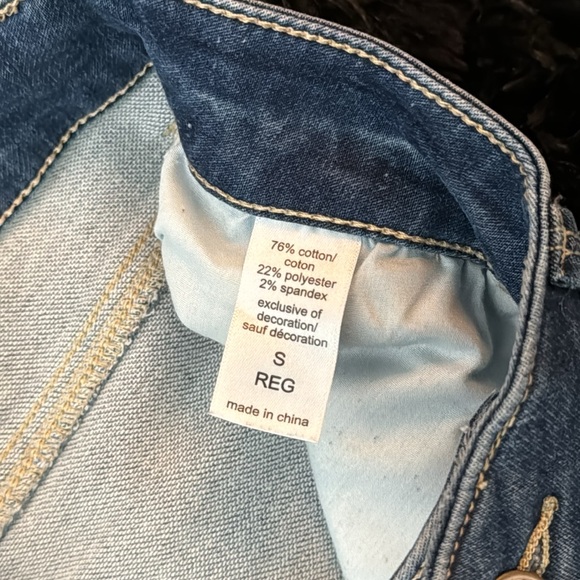 76% cotton/
coton
22% polyester
2% spandex
exclusive of
decoration/
sauf décoration
S
REG
made in china